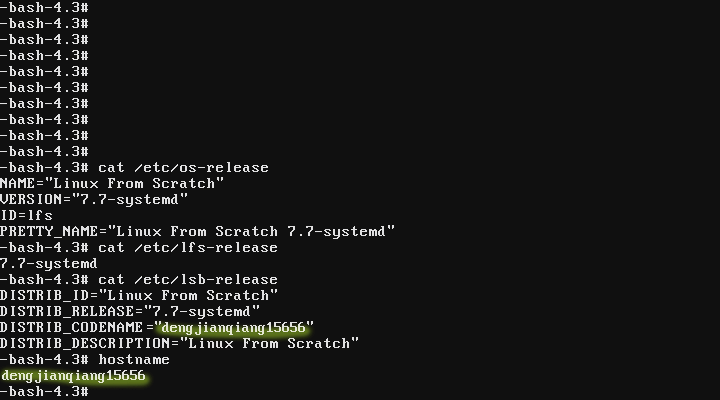 -bash-4.3#
-bash-4.3#
-bash-4.3#
-bash-4.3#
-bash-4.3#
-bash-4.3#
-bash-4.3#
-bash-4.3#
-bash-4.3#
-bash-4.3#
-bash-4.3# cat /etc/os-release
NAME="Linux From Scratch"
VERSION="7.7-systemd"
ID=lfs
PRETTY_NAME="Linux From Scratch 7.7-systemd"
-bash-4.3# cat /etc/lfs-release
7.7-systemd
-bash-4.3# cat /etc/lsb-release
DISTRIB_ID="Linux From Scratch"
DISTRIB_RELEASE="7.7-systemd"
DISTRIB_CODENAME="dengjianqiang15656"
DISTRIB_DESCRIPTION="Linux From Scratch"
-bash-4.3# hostname
dengjianqiang15656
-bash-4.3#